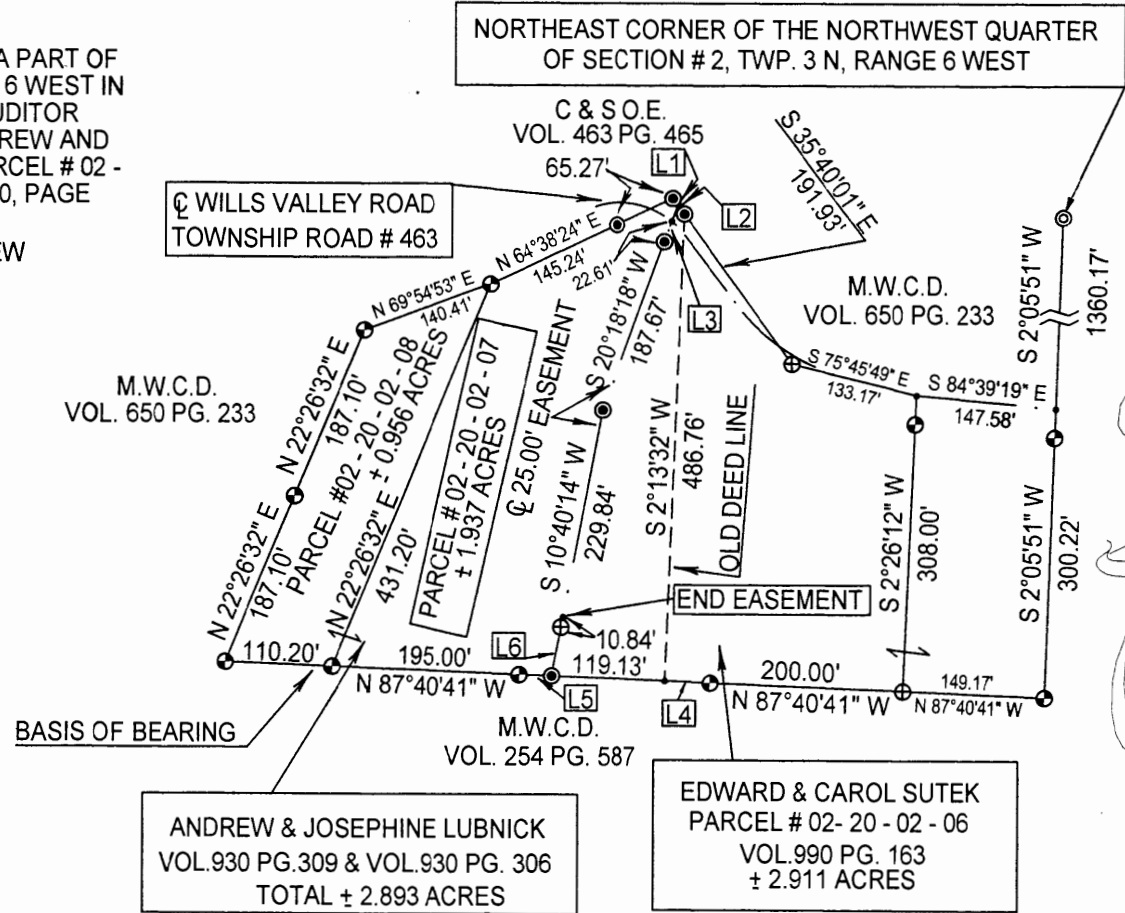 A PART OF
6 WEST IN
UDITOR
REW AND
RCEL # 02 -
0, PAGE
EW
NORTHEAST CORNER OF THE NORTHWEST QUARTER
OF SECTION # 2, TWP. 3 N, RANGE 6 WEST
C & S O.E.
VOL. 463 PG. 465
65.27'
L1
L2
S 35°40'01" E
191.93'
℄ WILLS VALLEY ROAD
TOWNSHIP ROAD # 463
N 64°38'24" E
145.24'
22.61'
L3
N 69°54'53" E
140.41'
M.W.C.D.
VOL. 650 PG. 233
S 2°05'51" W
1360.17'
S 75°45'49" E
133.17'
S 84°39'19" E
147.58'
M.W.C.D.
VOL. 650 PG. 233
N 22°26'32" E
187.10'
PARCEL #02 - 20 - 02 - 08
± 0.956 ACRES
N 22°26'32" E
187.10'
N 22°26'32" E
431.20'
PARCEL # 02 - 20 - 02 - 07
± 1.937 ACRES
℄ 25.00' EASEMENT
S 20°18'18" W
187.67'
S 10°40'14" W
229.84'
S 2°13'32" W
486.76'
OLD DEED LINE
S 2°26'12" W
308.00'
S 2°05'51" W
300.22'
END EASEMENT
10.84'
L6
110.20'
195.00'
N 87°40'41" W
119.13'
L5
L4
200.00'
N 87°40'41" W
149.17'
N 87°40'41" W
BASIS OF BEARING
M.W.C.D.
VOL. 254 PG. 587
ANDREW & JOSEPHINE LUBNICK
VOL.930 PG.309 & VOL.930 PG. 306
TOTAL ± 2.893 ACRES
EDWARD & CAROL SUTEK
PARCEL # 02- 20 - 02 - 06
VOL.990 PG. 163
± 2.911 ACRES